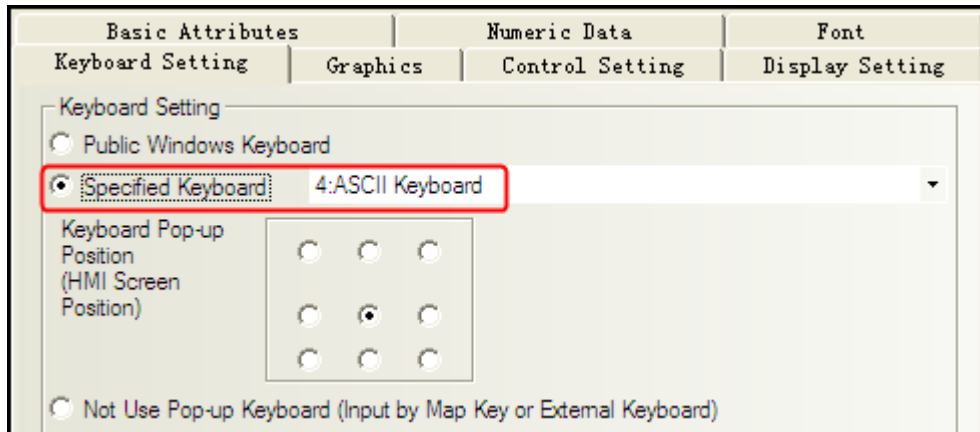 Basic Attributes Numeric Data Font
Keyboard Setting Graphics Control Setting Display Setting
Keyboard Setting
Public Windows Keyboard
Specified Keyboard 4:ASCII Keyboard
Keyboard Pop-up
Position
(HMI Screen
Position)
Not Use Pop-up Keyboard (Input by Map Key or External Keyboard)